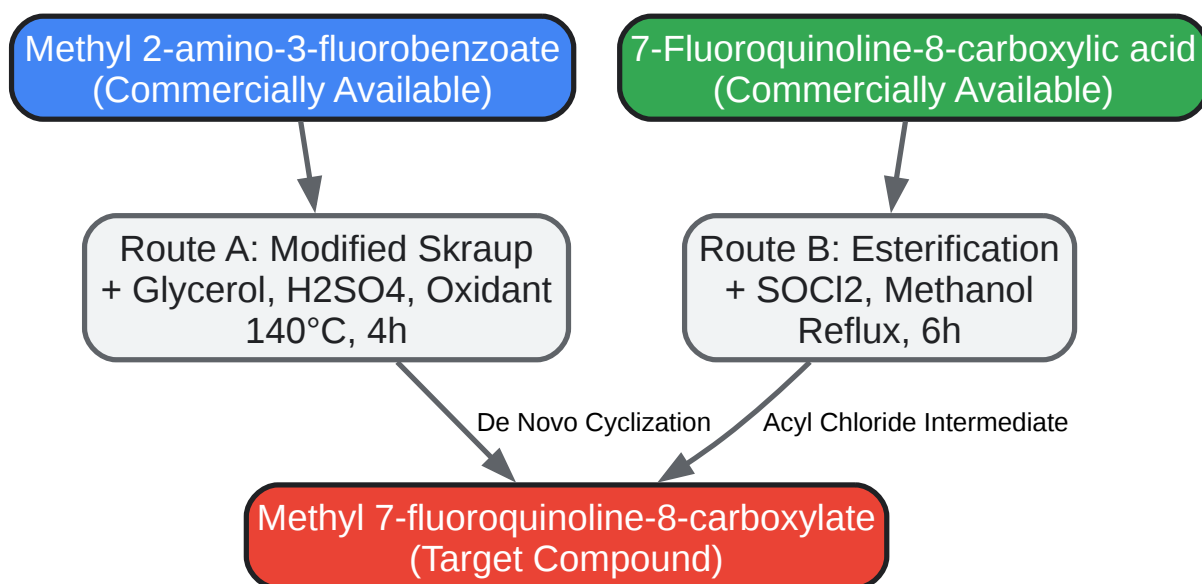 Methyl 2-amino-3-fluorobenzoate
(Commercially Available)
7-Fluoroquinoline-8-carboxylic acid
(Commercially Available)
Route A: Modified Skraup
+ Glycerol, H2SO4, Oxidant
140°C, 4h
Route B: Esterification
+ SOCl2, Methanol
Reflux, 6h
De Novo Cyclization
Acyl Chloride Intermediate
Methyl 7-fluoroquinoline-8-carboxylate
(Target Compound)